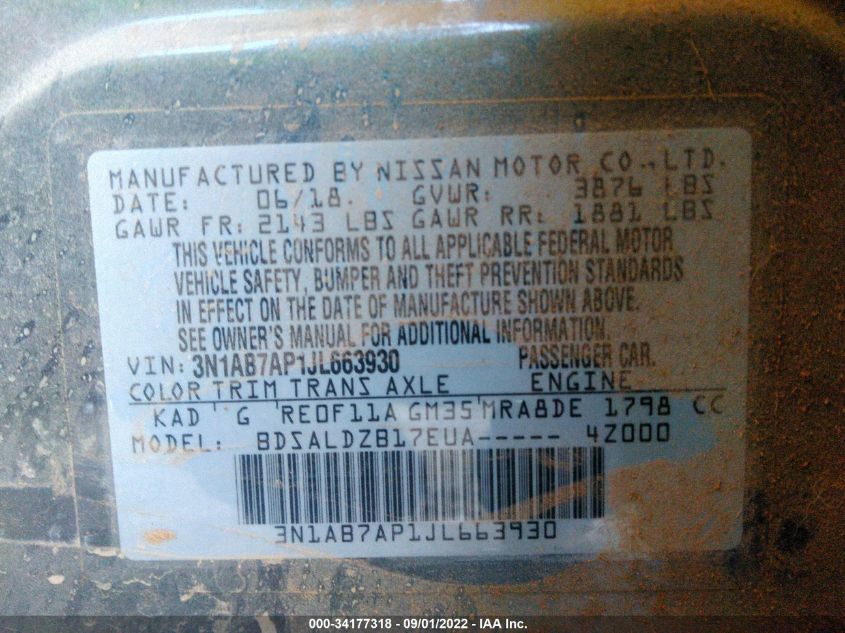 MANUFACTURED BY NISSAN MOTOR CO.,LTD.
DATE: 06/18. GVWR: 3876 LBS
GAWR FR: 2143 LBS GAWR RR: 1881 LBS
THIS VEHICLE CONFORMS TO ALL APPLICABLE FEDERAL MOTOR
VEHICLE SAFETY, BUMPER AND THEFT PREVENTION STANDARDS
IN EFFECT ON THE DATE OF MANUFACTURE SHOWN ABOVE.
SEE OWNER'S MANUAL FOR ADDITIONAL INFORMATION.
VIN: 3N1AB7AP1JL663930 PASSENGER CAR.
COLOR TRIM TRANS AXLE ENGINE
KAD G RE0F11A GM35 MRA8DE 1798 CC
MODEL: BDSALDZB17EUA----- 4Z000
3N1AB7AP1JL663930
000-34177318 - 09/01/2022 - IAA Inc.